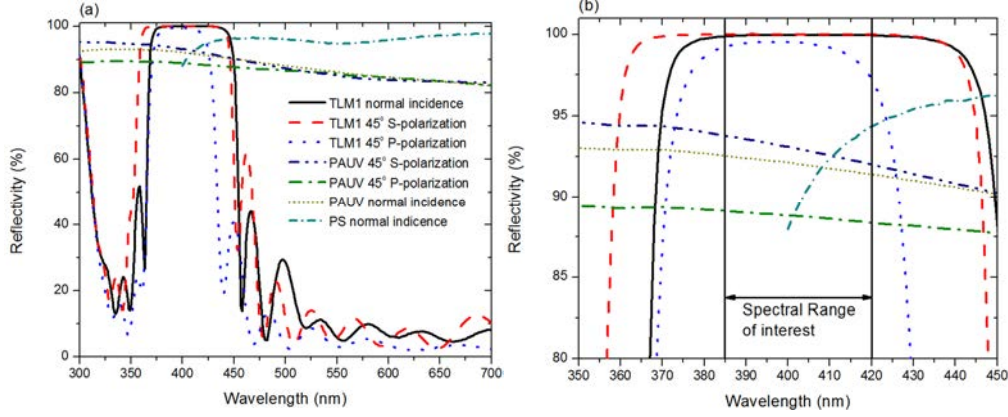 (a)
100
80
60
40
20
0
Reflectivity (%)
TLM1 normal incidence
TLM1 45° S-polarization
TLM1 45° P-polarization
PAUV 45° S-polarization
PAUV 45° P-polarization
PAUV normal incidence
PS normal indicence
300 350 400 450 500 550 600 650 700
Wavelength (nm)
(b)
100
95
90
85
80
Reflectivity (%)
Spectral Range
of interest
350 360 370 380 390 400 410 420 430 440 450
Wavelength (nm)